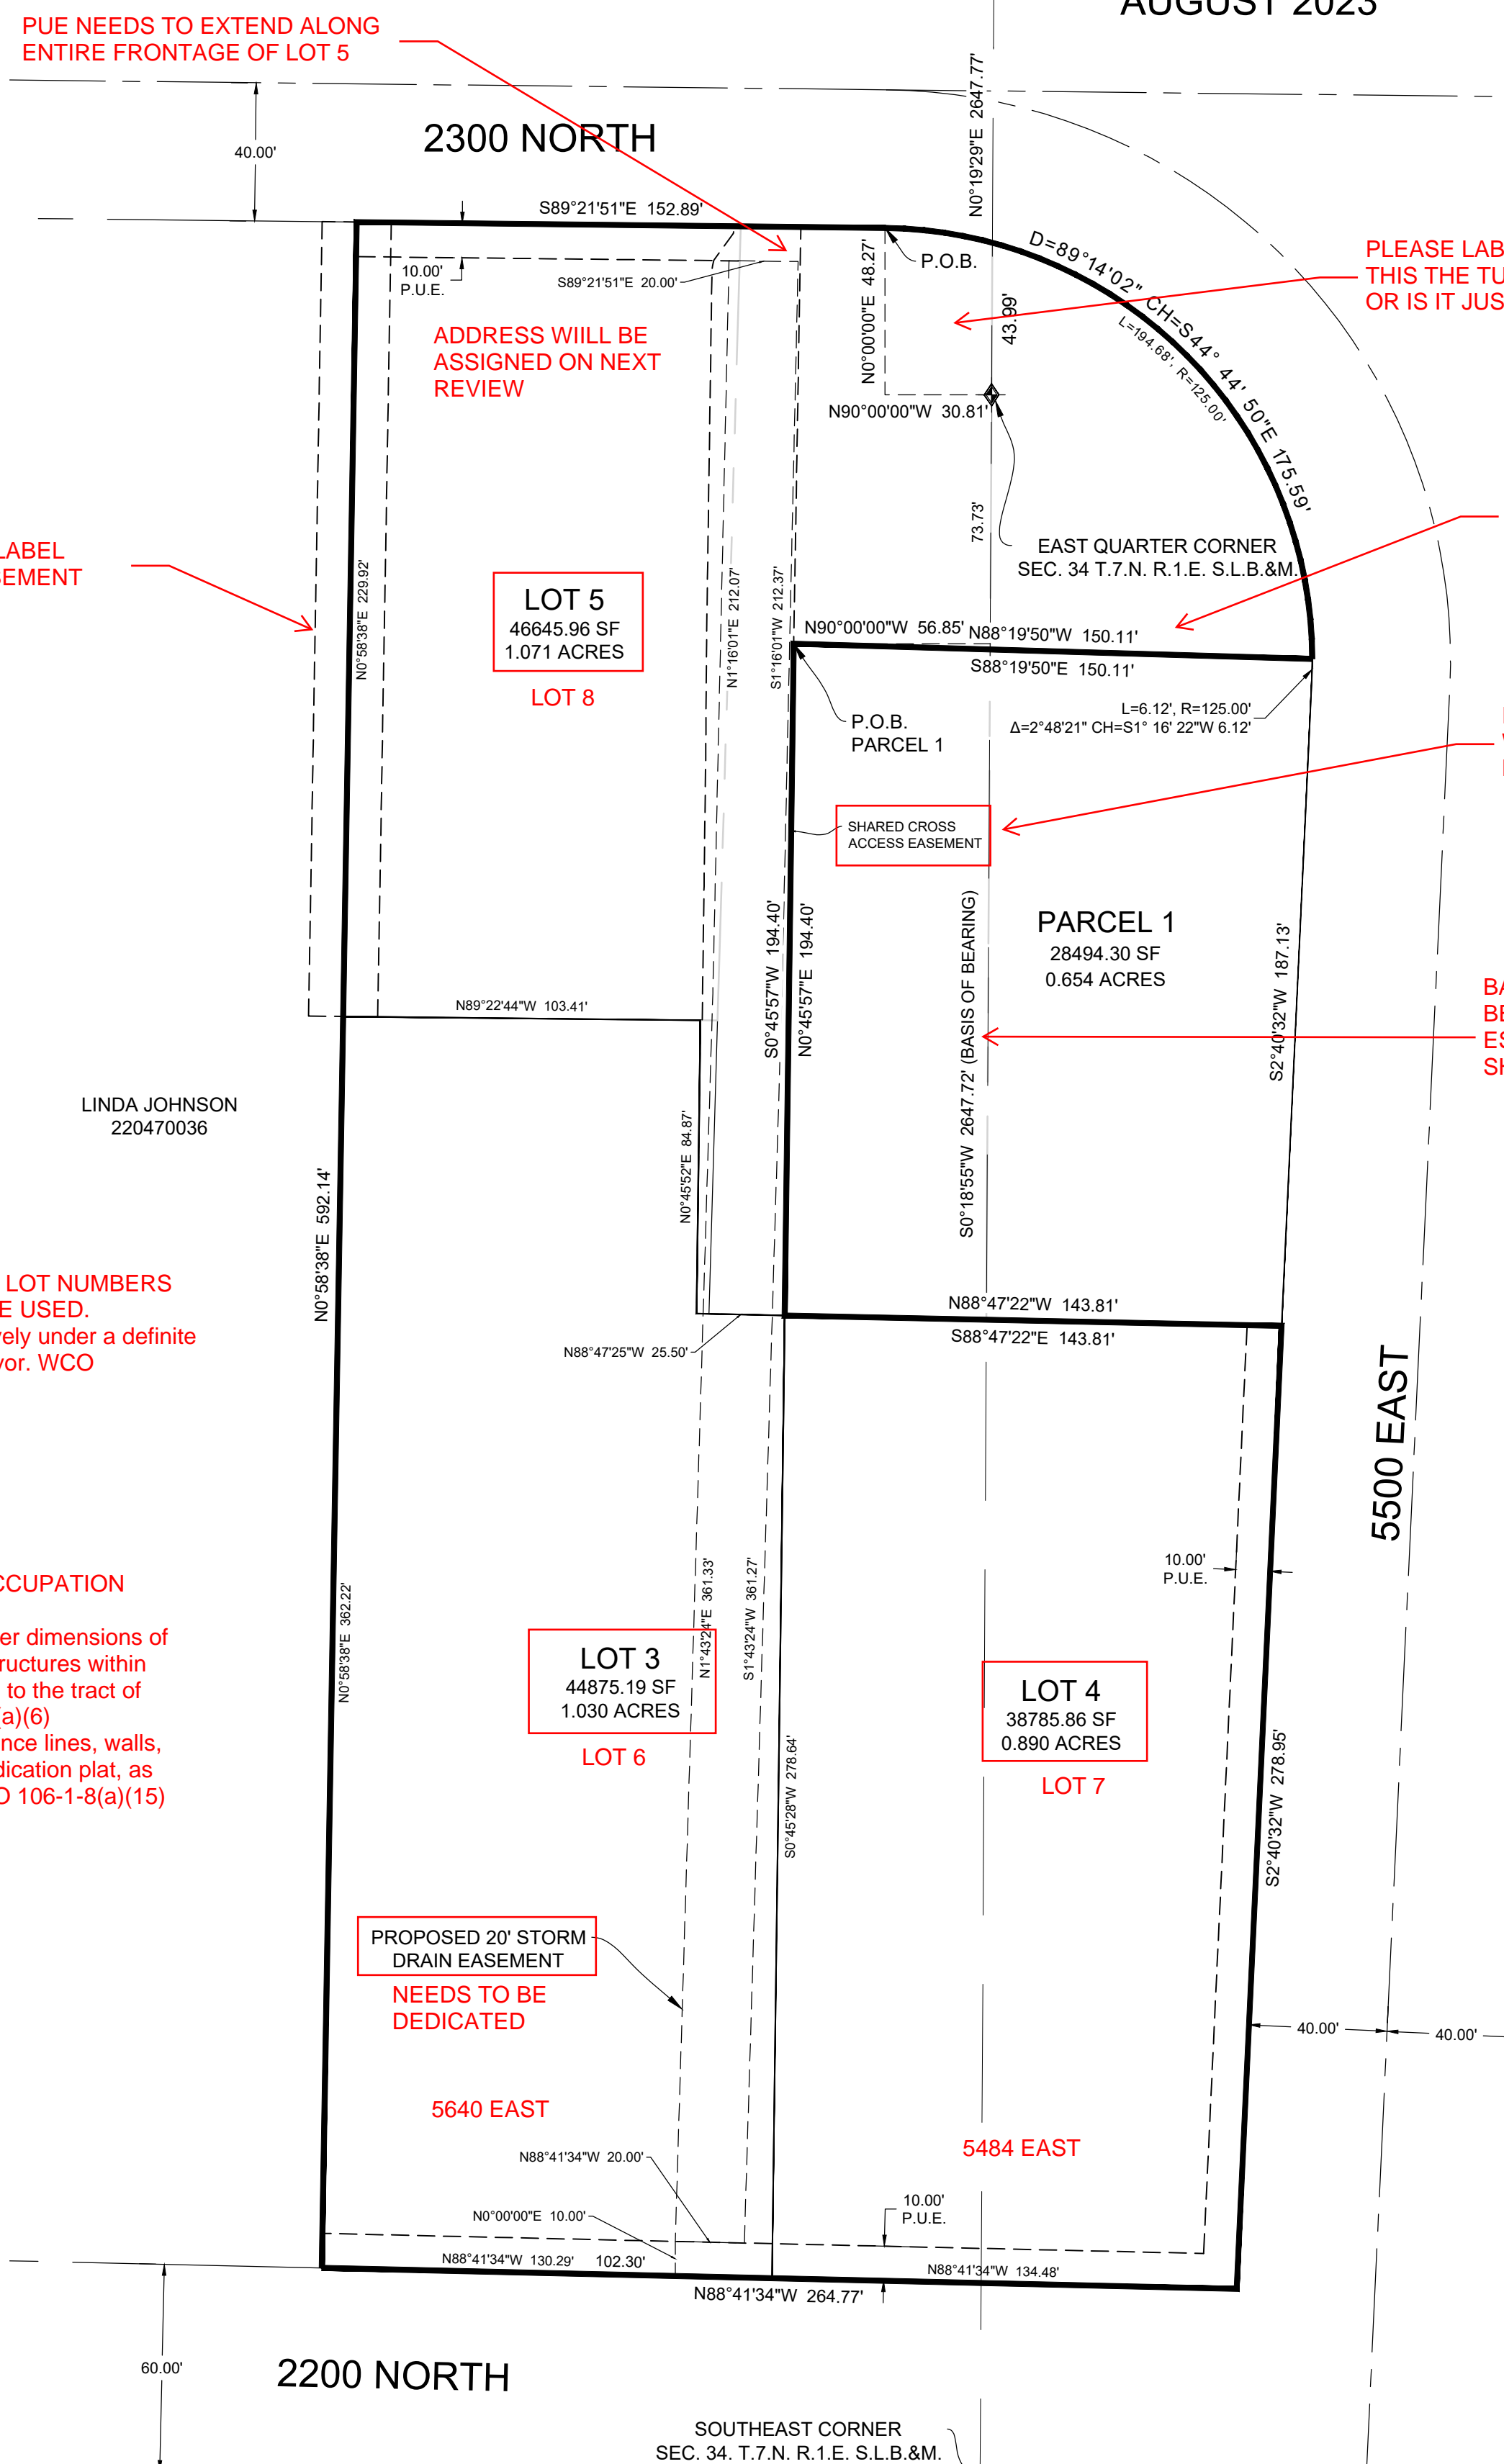 AUGUST 2023
PUE NEEDS TO EXTEND ALONG
ENTIRE FRONTAGE OF LOT 5
40.00'
2300 NORTH
N0°19'29"E 2647.77'
S89°21'51"E 152.89'
10.00'
P.U.E.
S89°21'51"E 20.00'
N0°00'00"E 48.27'
P.O.B.
43.99'
D=89°14'02" CH=S44° 44' 50"E 175.59'
L=194.68', R=125.00'
PLEASE LAB
THIS THE TU
OR IS IT JUS
ADDRESS WIILL BE
ASSIGNED ON NEXT
REVIEW
N90°00'00"W 30.81'
73.73'
EAST QUARTER CORNER
SEC. 34 T.7.N. R.1.E. S.L.B.&M.
LABEL
SEMENT
N0°58'38"E 229.92'
LOT 5
46645.96 SF
1.071 ACRES
LOT 8
N1°16'01"E 212.07'
S1°16'01"W 212.37'
N90°00'00"W 56.85'
N88°19'50"W 150.11'
S88°19'50"E 150.11'
L=6.12', R=125.00'
Δ=2°48'21" CH=S1° 16' 22"W 6.12'
P.O.B.
PARCEL 1
SHARED CROSS
ACCESS EASEMENT
S0°45'57"W 194.40'
N0°45'57"E 194.40'
S0°18'55"W 2647.72' (BASIS OF BEARING)
PARCEL 1
28494.30 SF
0.654 ACRES
S2°40'32"W 187.13'
BA
BE
ES
SH
N89°22'44"W 103.41'
LINDA JOHNSON
220470036
N0°45'52"E 84.87'
N0°58'38"E 592.14'
LOT NUMBERS
E USED.
vely under a definite
yor. WCO
N88°47'22"W 143.81'
S88°47'22"E 143.81'
N88°47'25"W 25.50'
5500 EAST
CCUPATION
er dimensions of
ructures within
to the tract of
(a)(6)
nce lines, walls,
dication plat, as
O 106-1-8(a)(15)
N0°58'38"E 362.22'
N1°43'24"E 361.33'
S1°43'24"W 361.27'
10.00'
P.U.E.
LOT 3
44875.19 SF
1.030 ACRES
LOT 6
LOT 4
38785.86 SF
0.890 ACRES
LOT 7
S0°45'28"W 278.64'
S2°40'32"W 278.95'
PROPOSED 20' STORM
DRAIN EASEMENT
NEEDS TO BE
DEDICATED
40.00'
40.00'
5640 EAST
5484 EAST
N88°41'34"W 20.00'
N0°00'00"E 10.00'
10.00'
P.U.E.
N88°41'34"W 130.29'
102.30'
N88°41'34"W 134.48'
N88°41'34"W 264.77'
60.00'
2200 NORTH
SOUTHEAST CORNER
SEC. 34. T.7.N. R.1.E. S.L.B.&M.